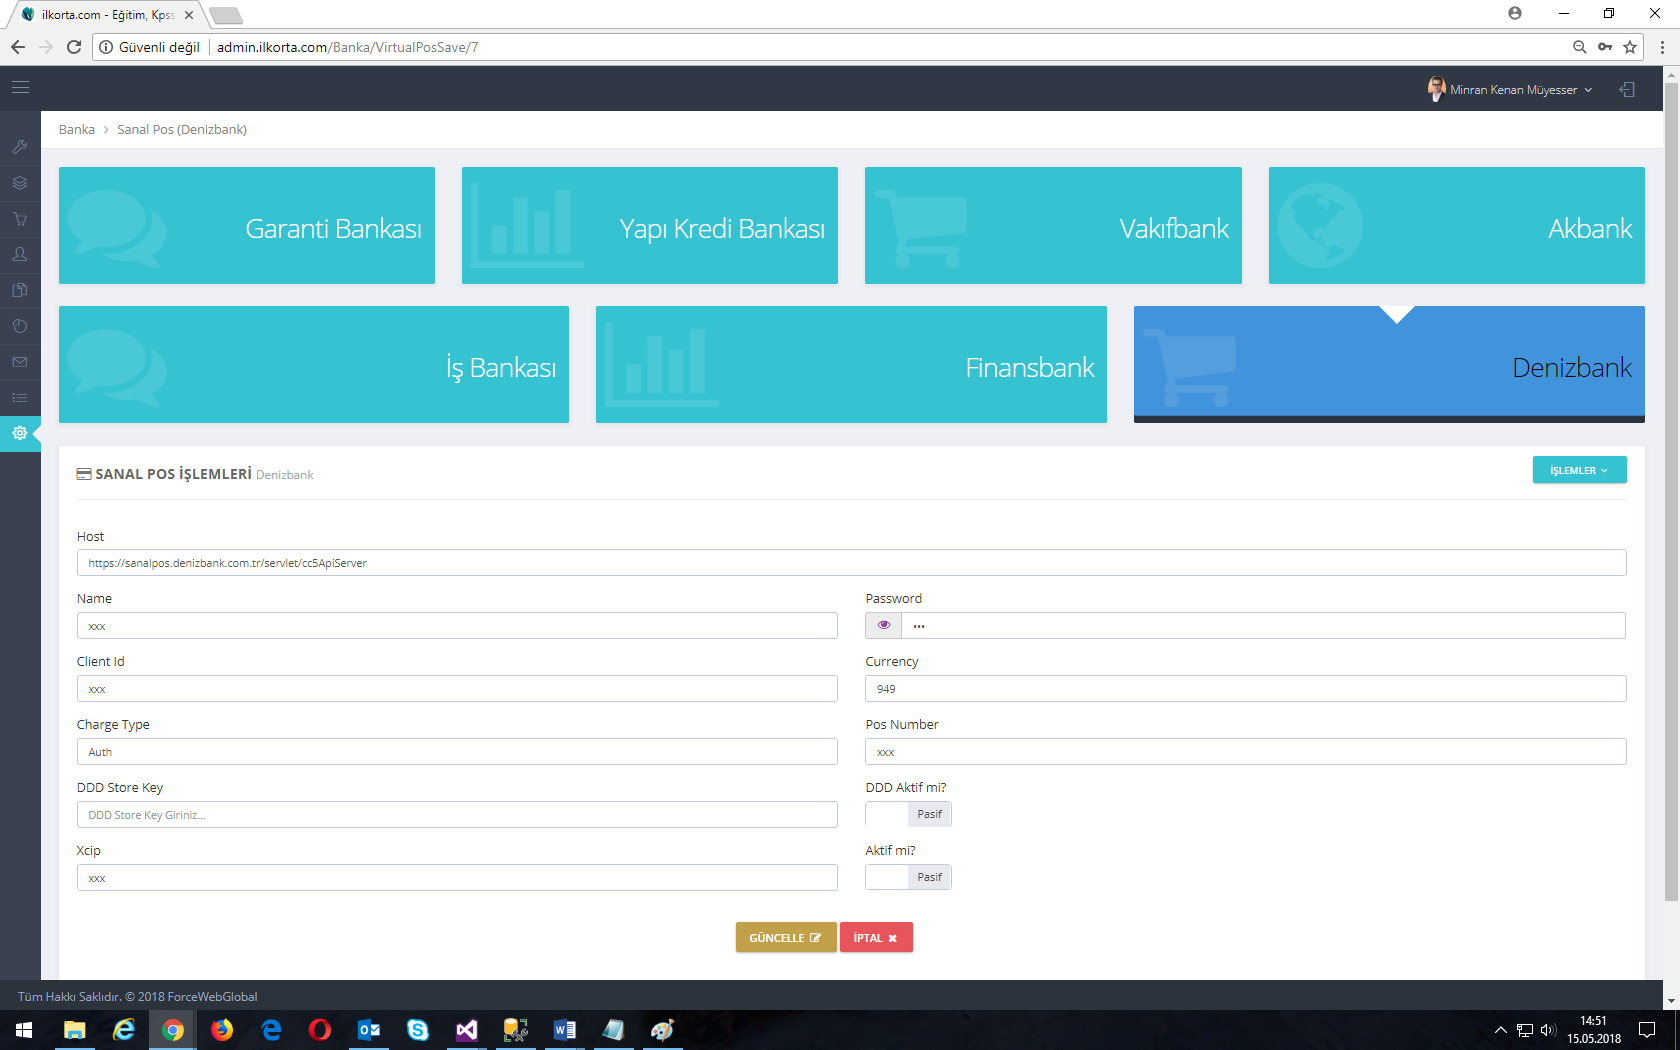 ilkorta.com - Eğitim, Kpss
Güvenli değil
admin.ilkorta.com/Banka/VirtualPosSave/7
Minran Kenan Müyesser
Banka > Sanal Pos (Denizbank)
Garanti Bankası
Yapı Kredi Bankası
Vakıfbank
Akbank
İş Bankası
Finansbank
Denizbank
SANAL POS İŞLEMLERİ Denizbank
İŞLEMLER
Host
https://sanalpos.denizbank.com.tr/servlet/cc5ApiServer
Name
Password
xxx
•••
Client Id
Currency
xxx
949
Charge Type
Pos Number
Auth
xxx
DDD Store Key
DDD Aktif mi?
DDD Store Key Giriniz...
Pasif
Xcip
Aktif mi?
xxx
Pasif
GÜNCELLE
İPTAL
Tüm Hakkı Saklıdır. © 2018 ForceWebGlobal
14:51
15.05.2018